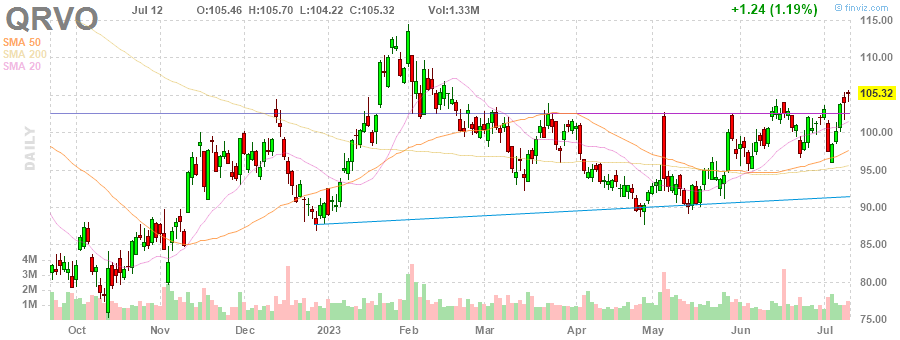 QRVO Jul 12 O:105.46 H:105.70 L:104.22 C:105.32 Vol:1.33M +1.24 (1.19%) © finviz.com
SMA 50
SMA 200
SMA 20
DAILY
115.00
110.00
105.32
100.00
95.00
90.00
85.00
80.00
75.00
4M
3M
2M
1M
Oct Nov Dec 2023 Feb Mar Apr May Jun Jul